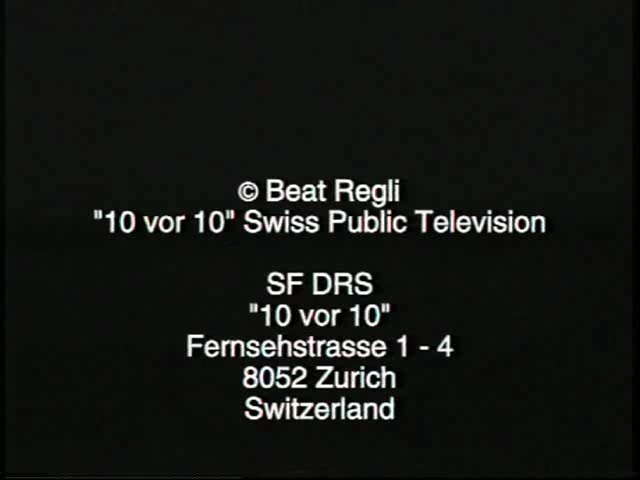 © Beat Regli
"10 vor 10" Swiss Public Television
SF DRS
"10 vor 10"
Fernsehstrasse 1 - 4
8052 Zurich
Switzerland